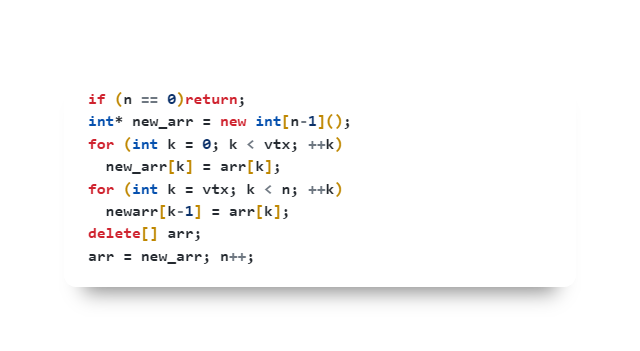 if (n == 0)return;
int* new_arr = new int[n-1]();
for (int k = 0; k < vtx; ++k)
  new_arr[k] = arr[k];
for (int k = vtx; k < n; ++k)
  newarr[k-1] = arr[k];
delete[] arr;
arr = new_arr; n++;